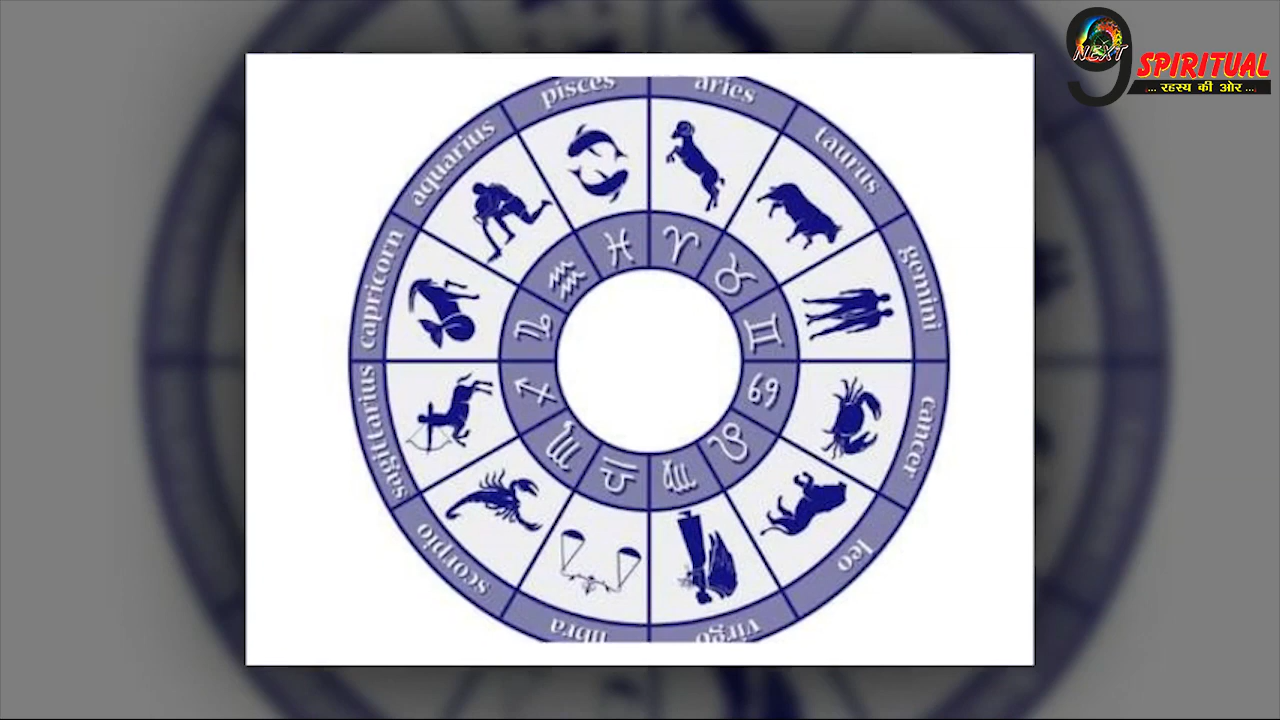 NEXT
9
SPIRITUAL
... रहस्य की ओर ...
pisces
aries
taurus
gemini
cancer
leo
virgo
libra
scorpio
sagittarius
capricorn
aquarius